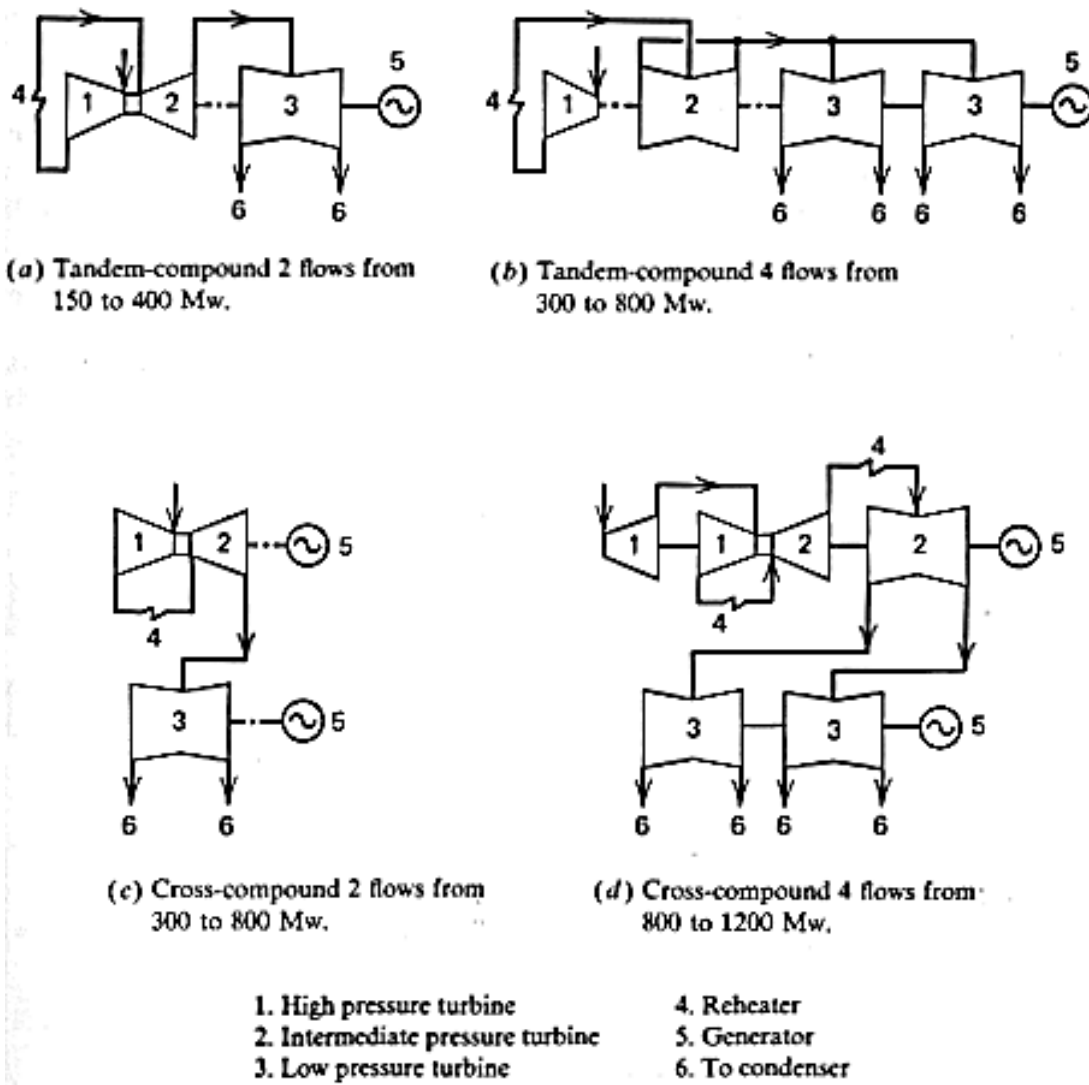 4 1 2 3 5
6 6
4 1 2 3 3 5
6 6 6 6
(a) Tandem-compound 2 flows from
150 to 400 Mw.
(b) Tandem-compound 4 flows from
300 to 800 Mw.
1 2 5
4
3 5
6 6
4
1 1 2 2 5
4
3 3 5
6 6 6 6
(c) Cross-compound 2 flows from
300 to 800 Mw.
(d) Cross-compound 4 flows from
800 to 1200 Mw.
1. High pressure turbine
2. Intermediate pressure turbine
3. Low pressure turbine
4. Reheater
5. Generator
6. To condenser